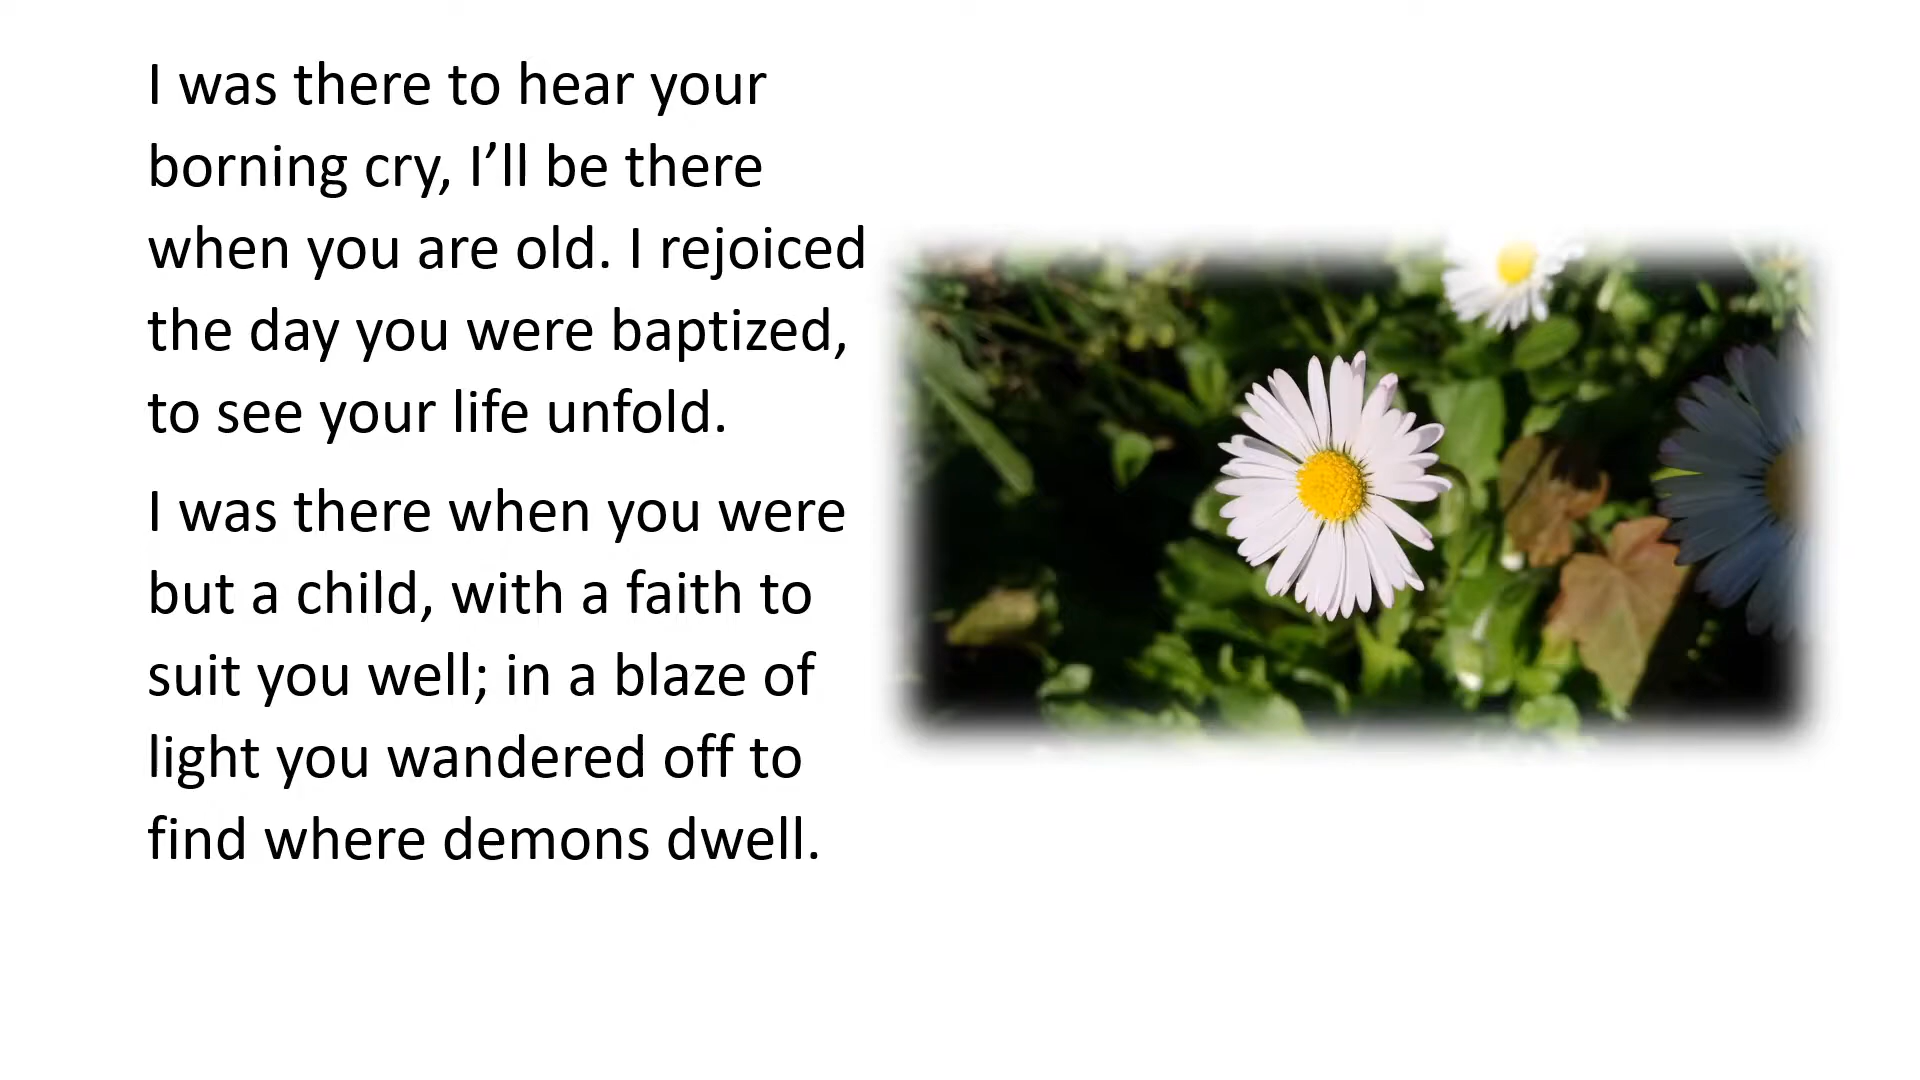 I was there to hear your
borning cry, I’ll be there
when you are old. I rejoiced
the day you were baptized,
to see your life unfold.
I was there when you were
but a child, with a faith to
suit you well; in a blaze of
light you wandered off to
find where demons dwell.